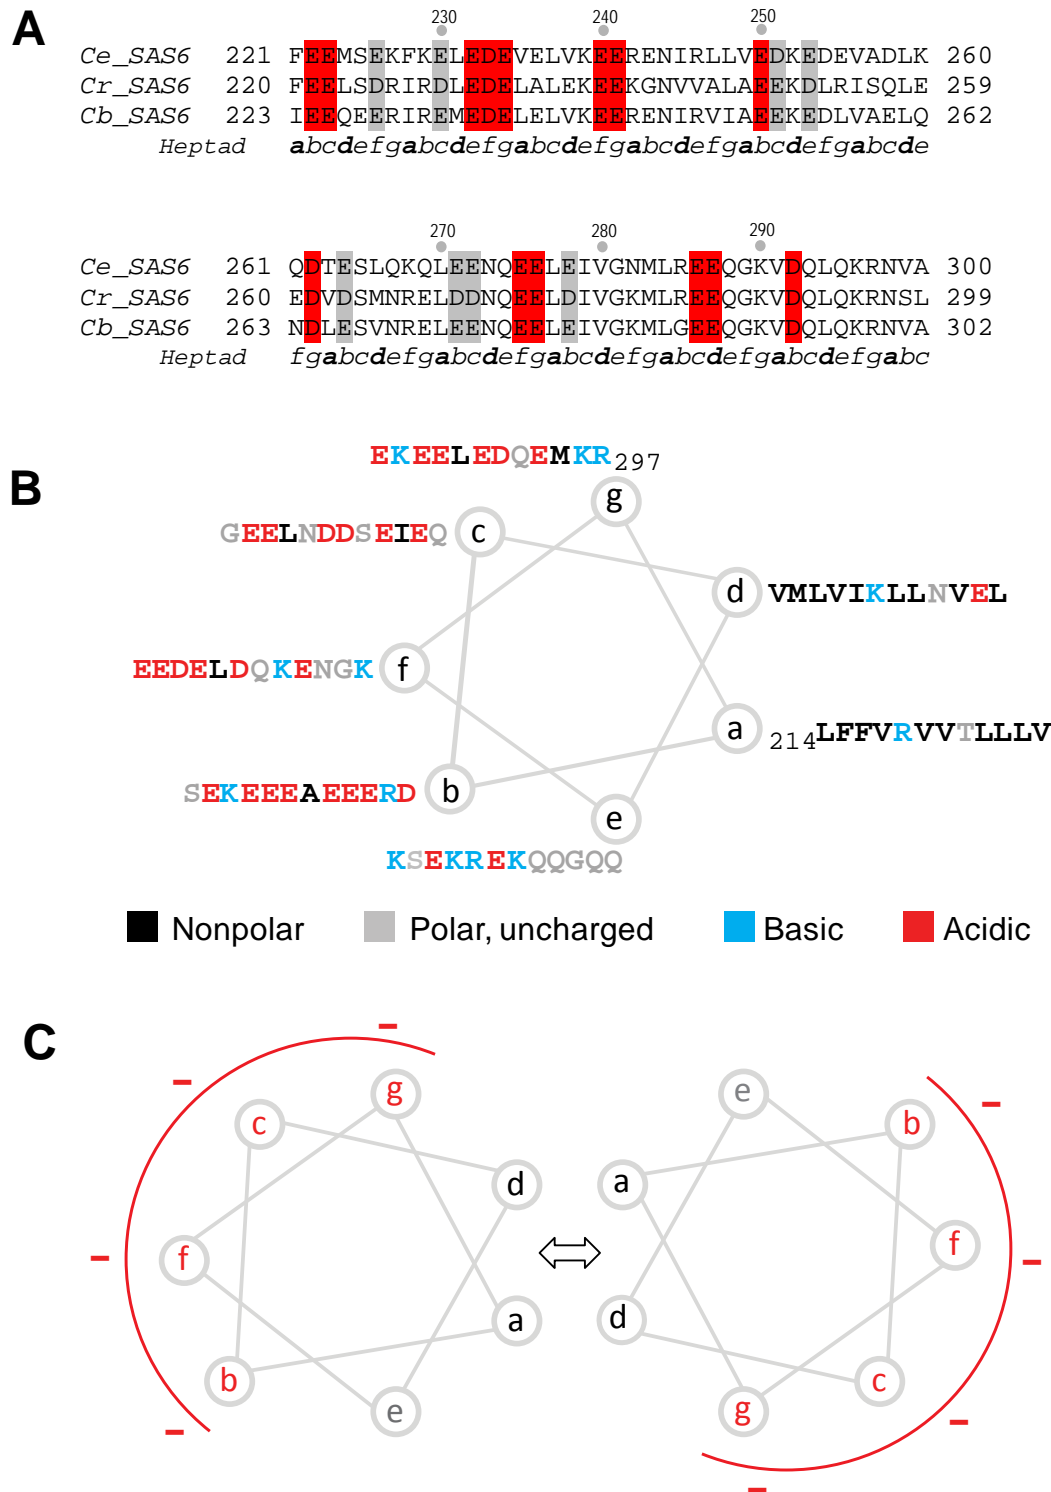 A
230 240 250
Ce_SAS6 221 FEEMSEKFKELEDEVELVKEERENIRLLVEDKEDEVADLK 260
Cr_SAS6 220 FEELSDRIRDLEDELALEKEEKGNVVALAEEKDLRISQLE 259
Cb_SAS6 223 IEEQEERIREMEDELELVKEERENIRVIAEEKEDLVAELQ 262
Heptad abcdefgabcdefgabcdefgabcdefgabcdefgabcde
270 280 290
Ce_SAS6 261 QDTESLQKQLEENQEELEIVGNMLREEQGKVDQLQKRNVA 300
Cr_SAS6 260 EDVDSMNRELDDNQEELDIVGKMLREEQGKVDQLQKRNSL 299
Cb_SAS6 263 NDLESVNRELEENQEELEIVGKMLGEEQGKVDQLQKRNVA 302
Heptad fgabcdefgabcdefgabcdefgabcdefgabcdefgabc
B
EKEELEDQEMKR297
g
GEELNDDSEIEQ
c
d
VMLVIKLLNVEL
EEDELDQKENGK
f
a
214LFFVRVVTLLLV
SEKEEEAEEERD
b
e
KSEKREKQQGQQ
Nonpolar
Polar, uncharged
Basic
Acidic
C
–
–
–
–
g
c
d
f
a
b
e
e
b
a
f
d
c
g
–
–
–
–